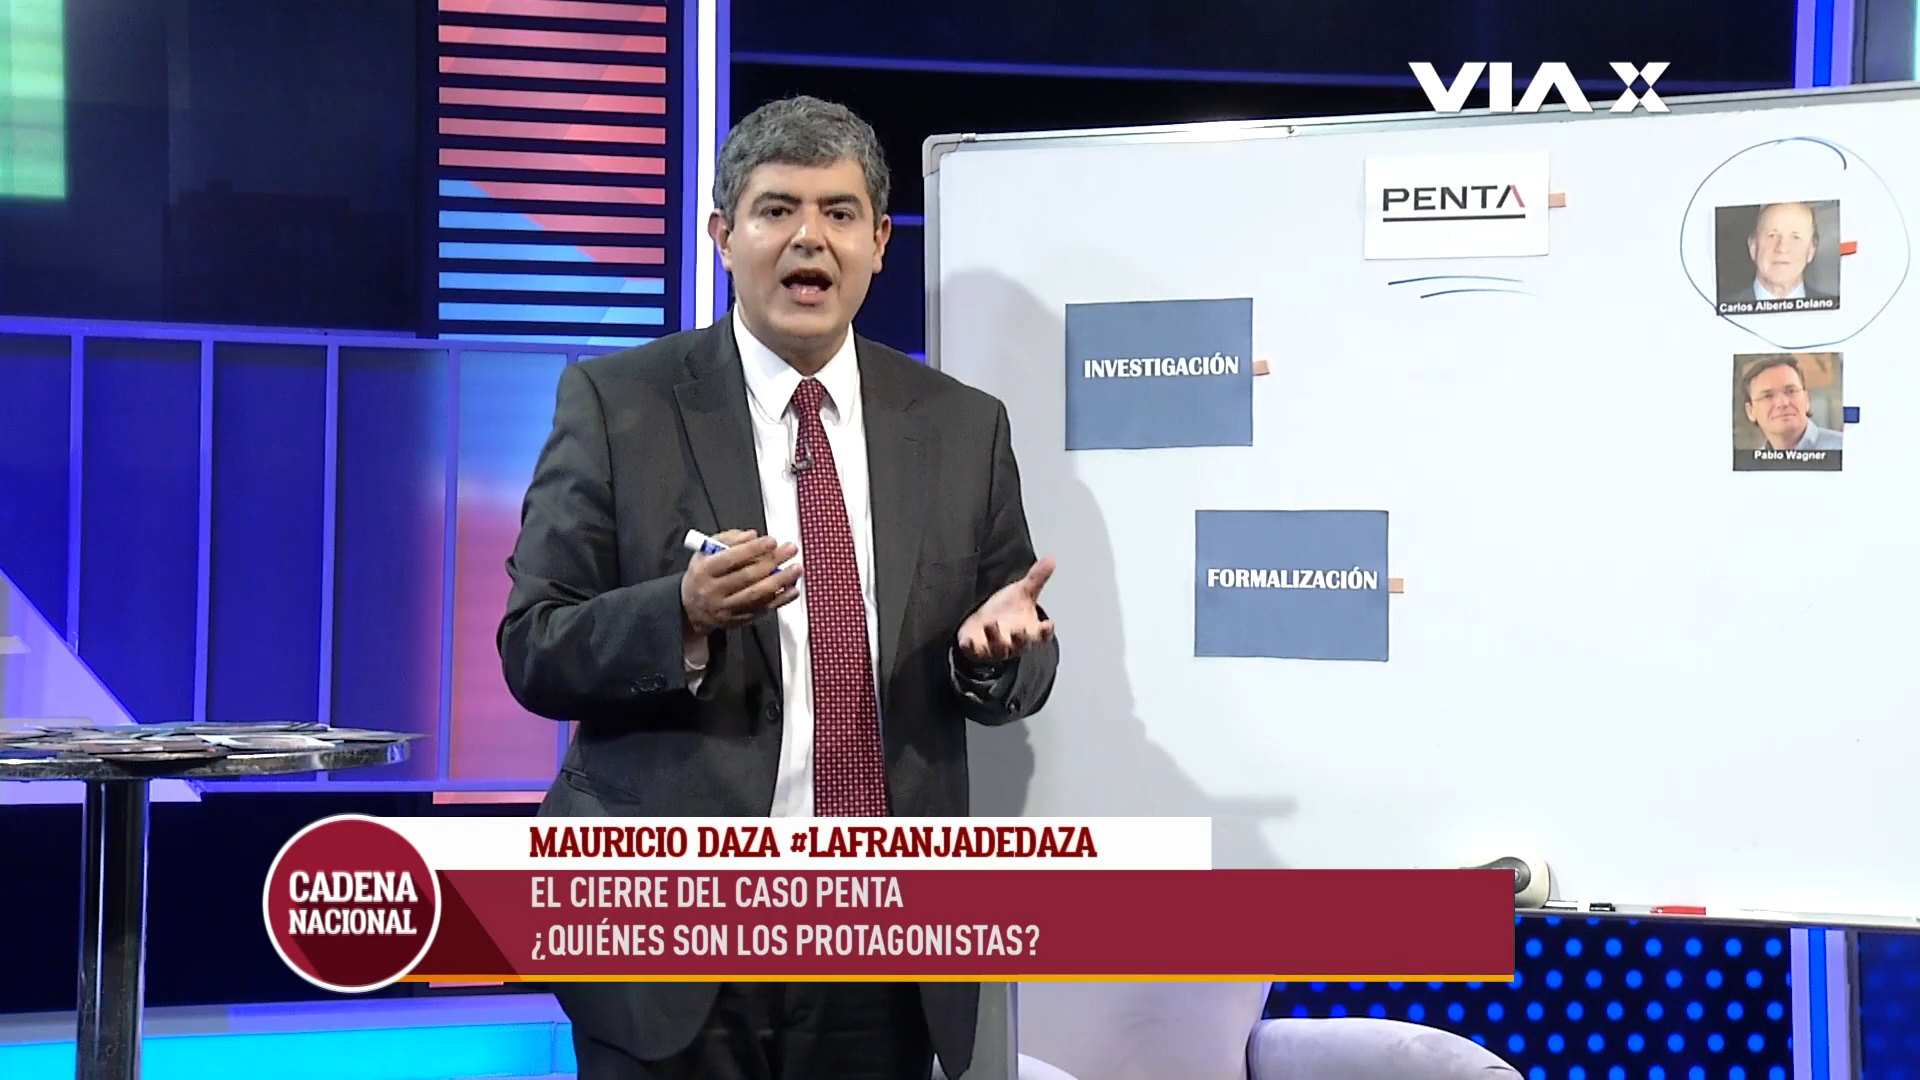 VIA X
PENTA
Carlos Alberto Delano
INVESTIGACIÓN
Pablo Wagner
FORMALIZACIÓN
MAURICIO DAZA #LAFRANJADEDAZA
CADENA
NACIONAL
EL CIERRE DEL CASO PENTA
¿QUIÉNES SON LOS PROTAGONISTAS?